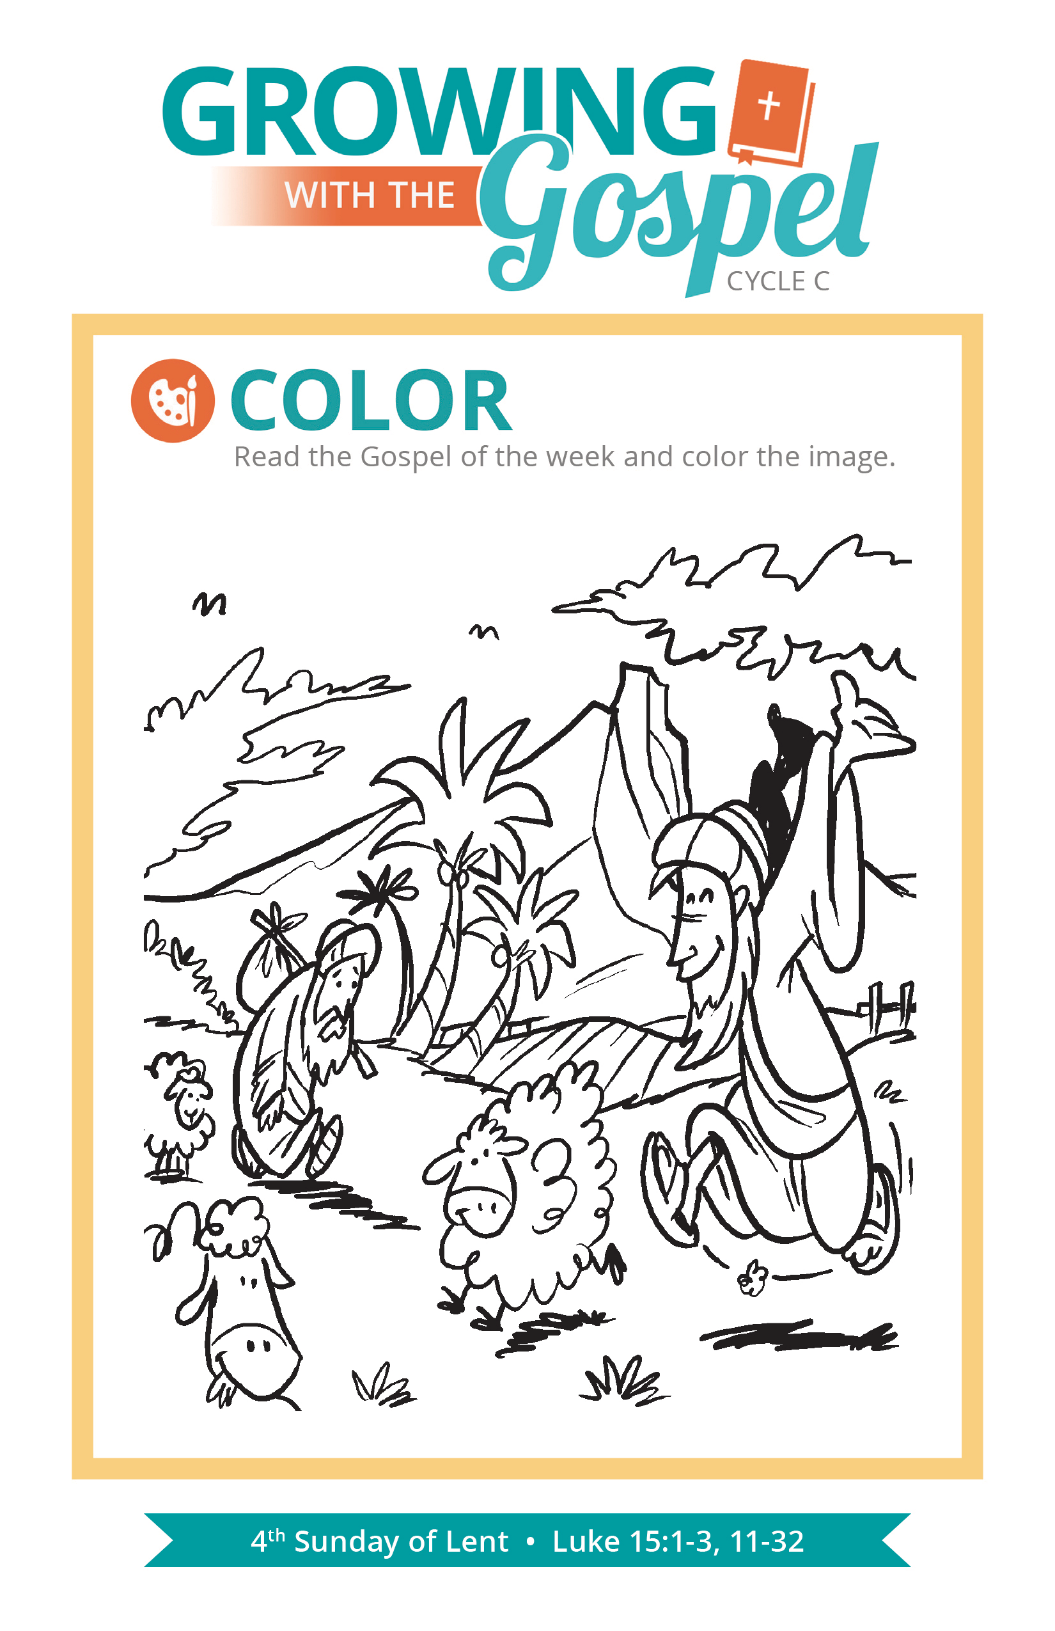 GROWING
WITH THE
Gospel
CYCLE C
COLOR
Read the Gospel of the week and color the image.
4th Sunday of Lent • Luke 15:1-3, 11-32